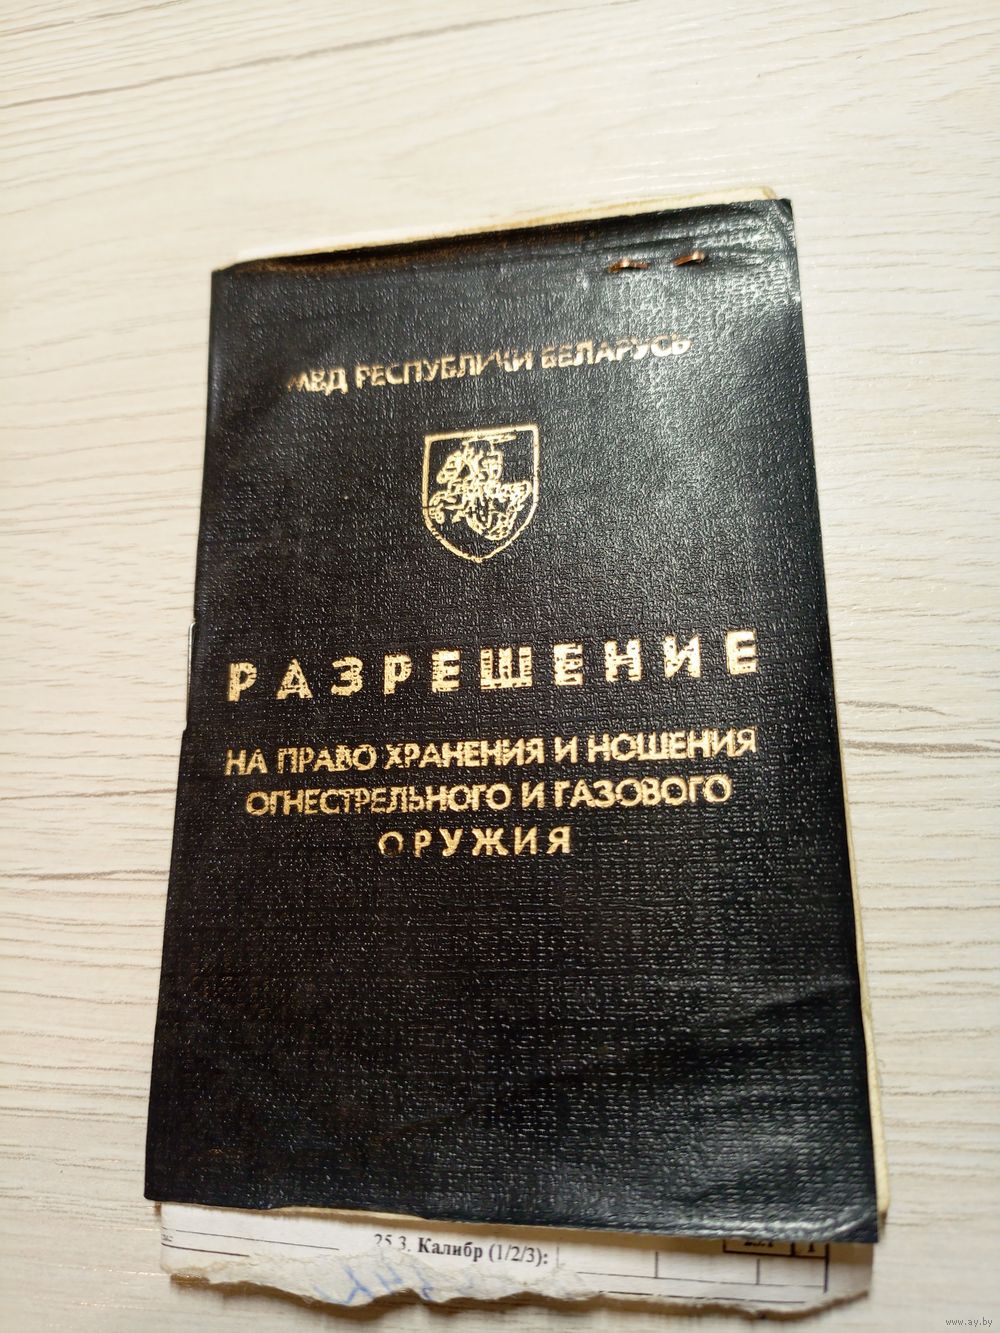 МВД РЕСПУБЛИКИ БЕЛАРУСЬ
РАЗРЕШЕНИЕ
НА ПРАВО ХРАНЕНИЯ И НОШЕНИЯ
ОГНЕСТРЕЛЬНОГО И ГАЗОВОГО
ОРУЖИЯ
25.3. Калибр (1/2/3):
www.ay.by